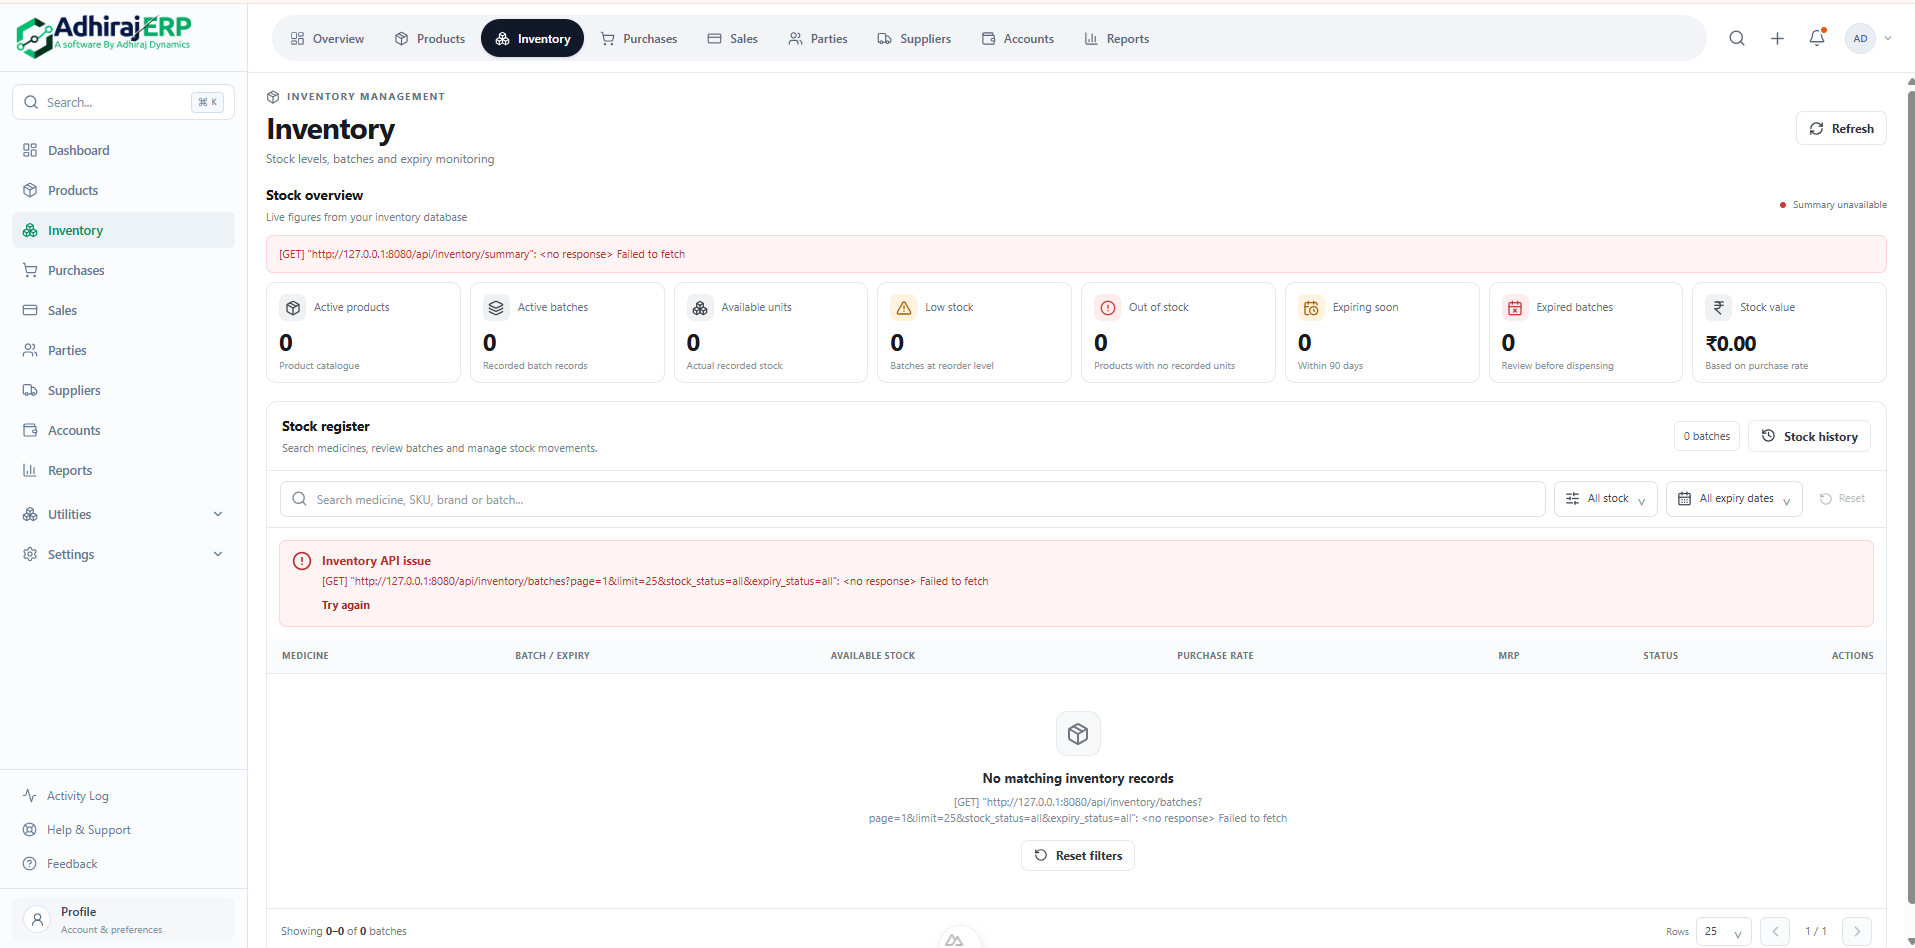 AdhirajERP
A software By Adhiraj Dynamics
Overview
Products
Inventory
Purchases
Sales
Parties
Suppliers
Accounts
Reports
AD
Search...
⌘ K
Dashboard
Products
Inventory
Purchases
Sales
Parties
Suppliers
Accounts
Reports
Utilities
Settings
Activity Log
Help & Support
Feedback
Profile
Account & preferences
INVENTORY MANAGEMENT
Inventory
Stock levels, batches and expiry monitoring
Refresh
Stock overview
Live figures from your inventory database
Summary unavailable
[GET] "http://127.0.0.1:8080/api/inventory/summary": <no response> Failed to fetch
Active products
0
Product catalogue
Active batches
0
Recorded batch records
Available units
0
Actual recorded stock
Low stock
0
Batches at reorder level
Out of stock
0
Products with no recorded units
Expiring soon
0
Within 90 days
Expired batches
0
Review before dispensing
Stock value
₹0.00
Based on purchase rate
Stock register
Search medicines, review batches and manage stock movements.
0 batches
Stock history
Search medicine, SKU, brand or batch...
All stock
All expiry dates
Reset
Inventory API issue
[GET] "http://127.0.0.1:8080/api/inventory/batches?page=1&limit=25&stock_status=all&expiry_status=all": <no response> Failed to fetch
Try again
MEDICINE BATCH / EXPIRY AVAILABLE STOCK PURCHASE RATE MRP STATUS ACTIONS
No matching inventory records
[GET] "http://127.0.0.1:8080/api/inventory/batches?
page=1&limit=25&stock_status=all&expiry_status=all": <no response> Failed to fetch
Reset filters
Showing 0–0 of 0 batches
Rows 25 1 / 1